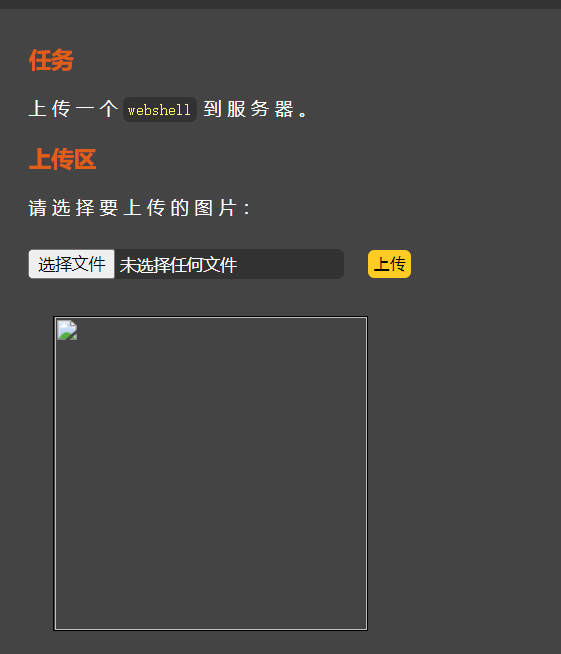 任务
上传一个 webshell 到服务器。
上传区
请选择要上传的图片：
选择文件 未选择任何文件 上传